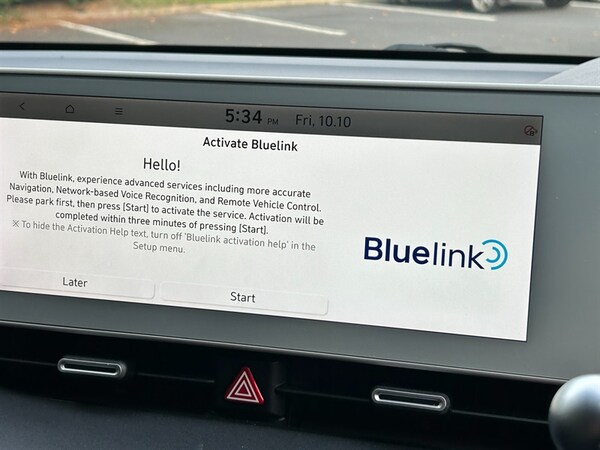 5:34 PM Fri, 10.10
Activate Bluelink
Hello!
With Bluelink, experience advanced services including more accurate
Navigation, Network-based Voice Recognition, and Remote Vehicle Control.
Please park first, then press [Start] to activate the service. Activation will be
completed within three minutes of pressing [Start].
※ To hide the Activation Help text, turn off 'Bluelink activation help' in the
Setup menu.
Bluelink
Later
Start